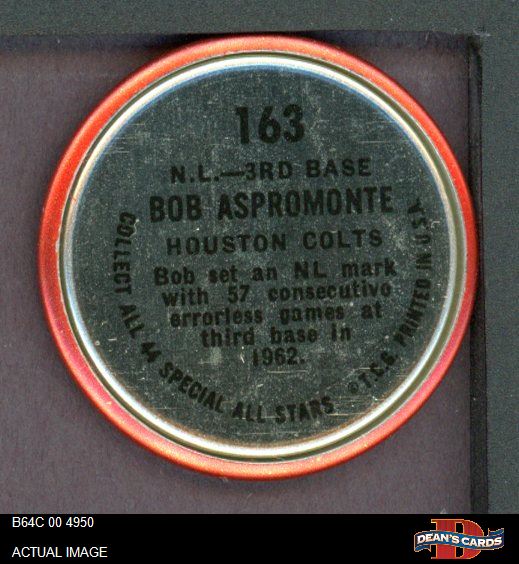 163
N.L.—3RD BASE
BOB ASPROMONTE
HOUSTON COLTS
Bob set an NL mark
with 57 consecutive
errorless games at
third base in
1962.
COLLECT ALL 44 SPECIAL ALL STARS
© T.C.G. PRINTED IN U.S.A.
B64C 00 4950
ACTUAL IMAGE
D
DEAN'S CARDS